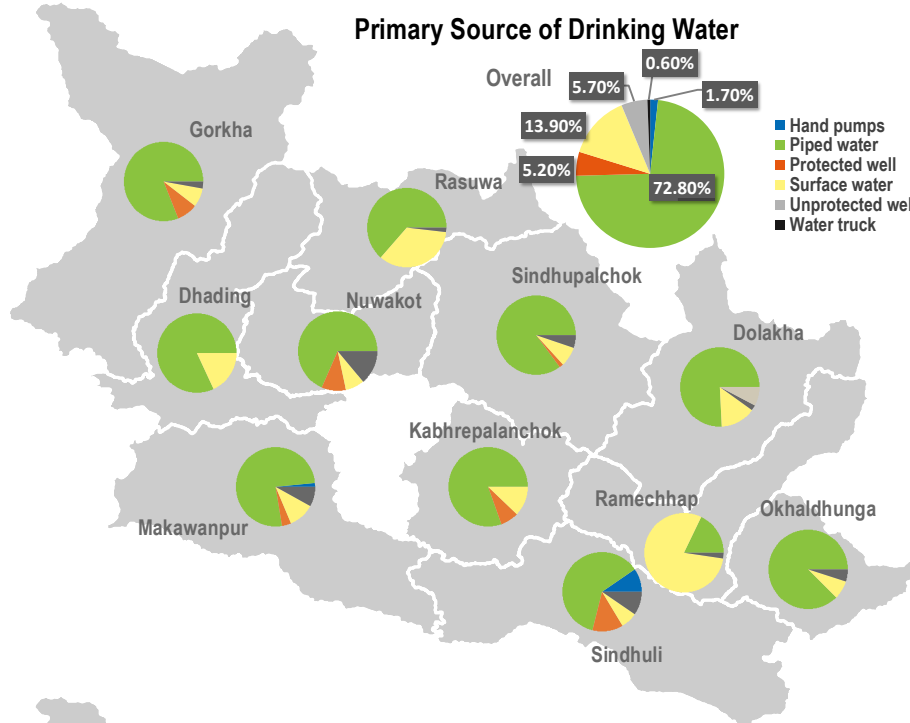 Primary Source of Drinking Water
Overall
0.60%
5.70%
1.70%
13.90%
5.20%
72.80%
Hand pumps
Piped water
Protected well
Surface water
Unprotected wel
Water truck
Gorkha
Rasuwa
Sindhupalchok
Dhading
Nuwakot
Dolakha
Kabhrepalanchok
Ramechhap
Okhaldhunga
Makawanpur
Sindhuli